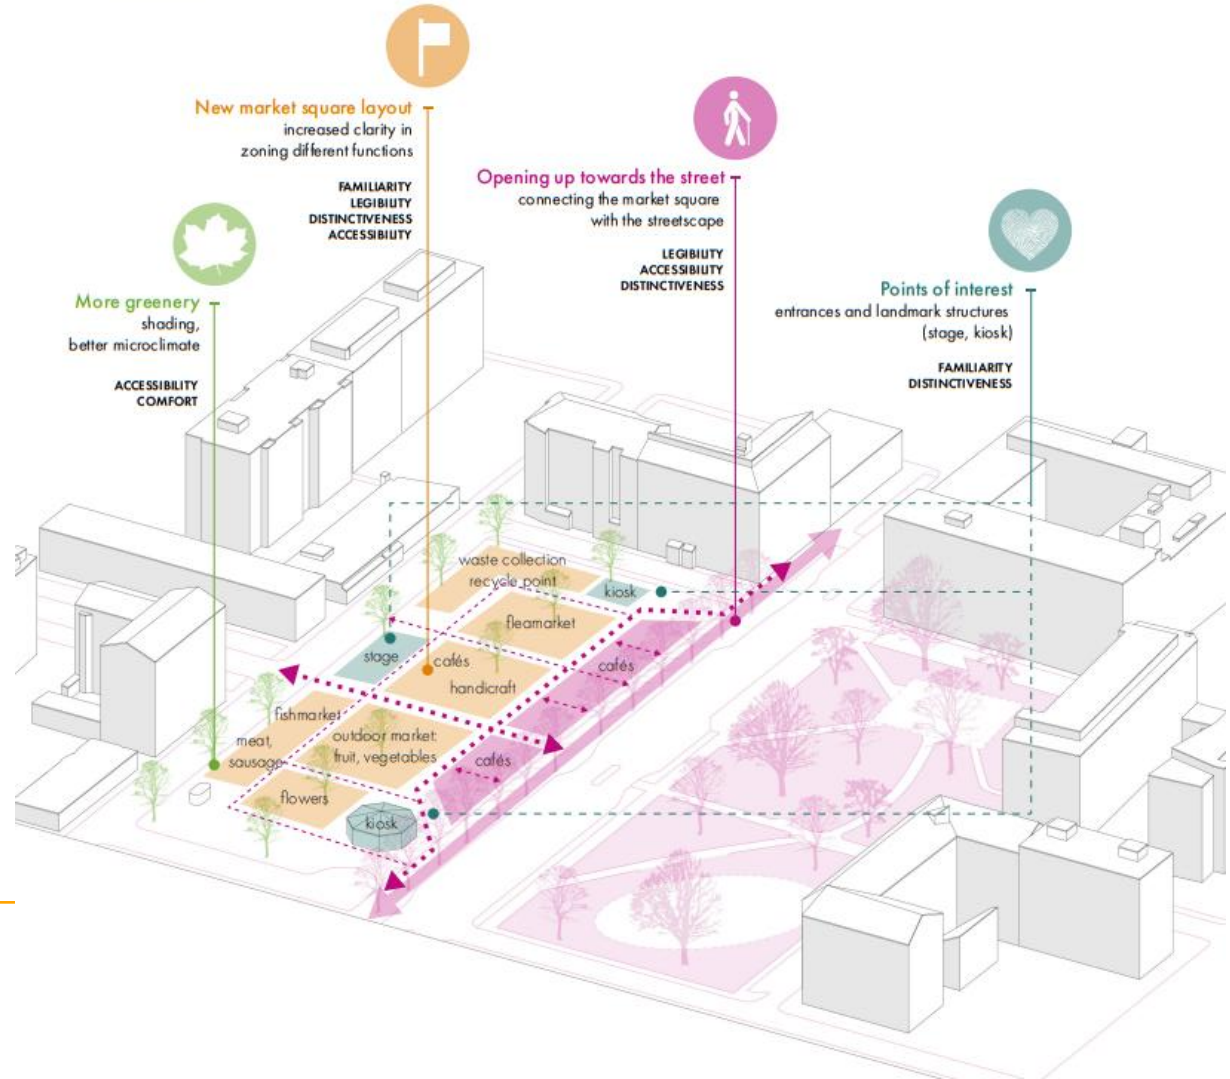 New market square layout
increased clarity in
zoning different functions
FAMILIARITY
LEGIBILITY
DISTINCTIVENESS
ACCESSIBILITY
Opening up towards the street
connecting the market square
with the streetscape
LEGIBILITY
ACCESSIBILITY
DISTINCTIVENESS
More greenery
shading,
better microclimate
ACCESSIBILITY
COMFORT
Points of interest
entrances and landmark structures
(stage, kiosk)
FAMILIARITY
DISTINCTIVENESS
waste collection
recycle point
kiosk
fleamarket
stage
cafés
handicraft
cafés
fishmarket
meat,
sausage
outdoor market:
fruit, vegetables
cafés
flowers
kiosk